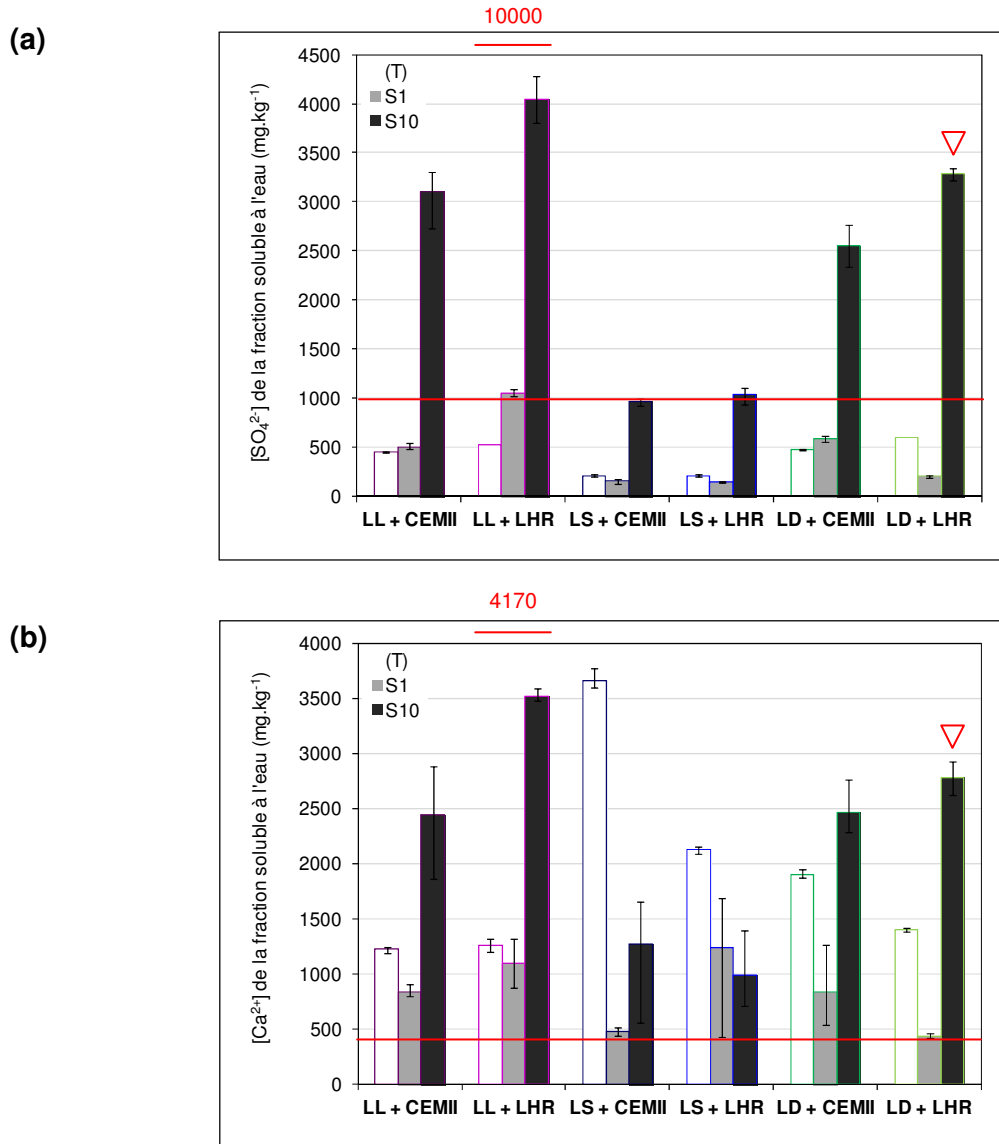 10000
(a)
[SO₄²⁻] de la fraction soluble à l'eau (mg.kg⁻¹)
4500
4000
3500
3000
2500
2000
1500
1000
500
0
(T)
S1
S10
LL + CEMII LL + LHR LS + CEMII LS + LHR LD + CEMII LD + LHR
4170
(b)
[Ca²⁺] de la fraction soluble à l'eau (mg.kg⁻¹)
4000
3500
3000
2500
2000
1500
1000
500
0
(T)
S1
S10
LL + CEMII LL + LHR LS + CEMII LS + LHR LD + CEMII LD + LHR